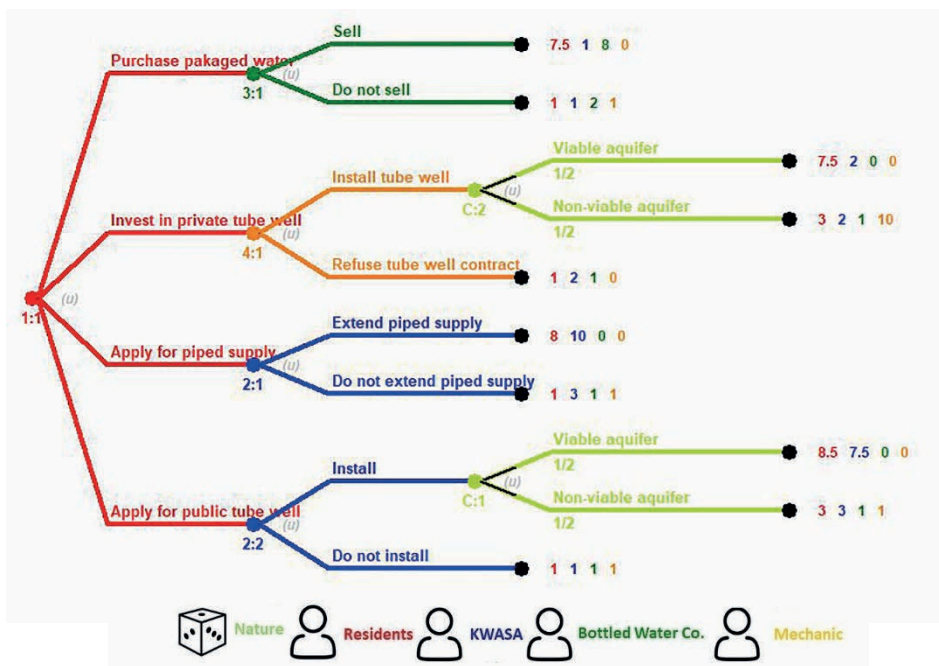 Sell
7.5 1 8 0
Purchase pakaged water
(u)
3:1
Do not sell
1 1 2 1
Viable aquifer
1/2
7.5 2 0 0
Install tube well
C:2
(u)
Non-viable aquifer
1/2
3 2 1 10
Invest in private tube well
(u)
4:1
Refuse tube well contract
1 2 1 0
1:1
(u)
Extend piped supply
8 10 0 0
Apply for piped supply
(u)
2:1
Do not extend piped supply
1 3 1 1
Viable aquifer
1/2
8.5 7.5 0 0
Install
C:1
(u)
Non-viable aquifer
1/2
3 3 1 1
Apply for public tube well
(u)
2:2
Do not install
1 1 1 1
Nature Residents KWASA Bottled Water Co. Mechanic